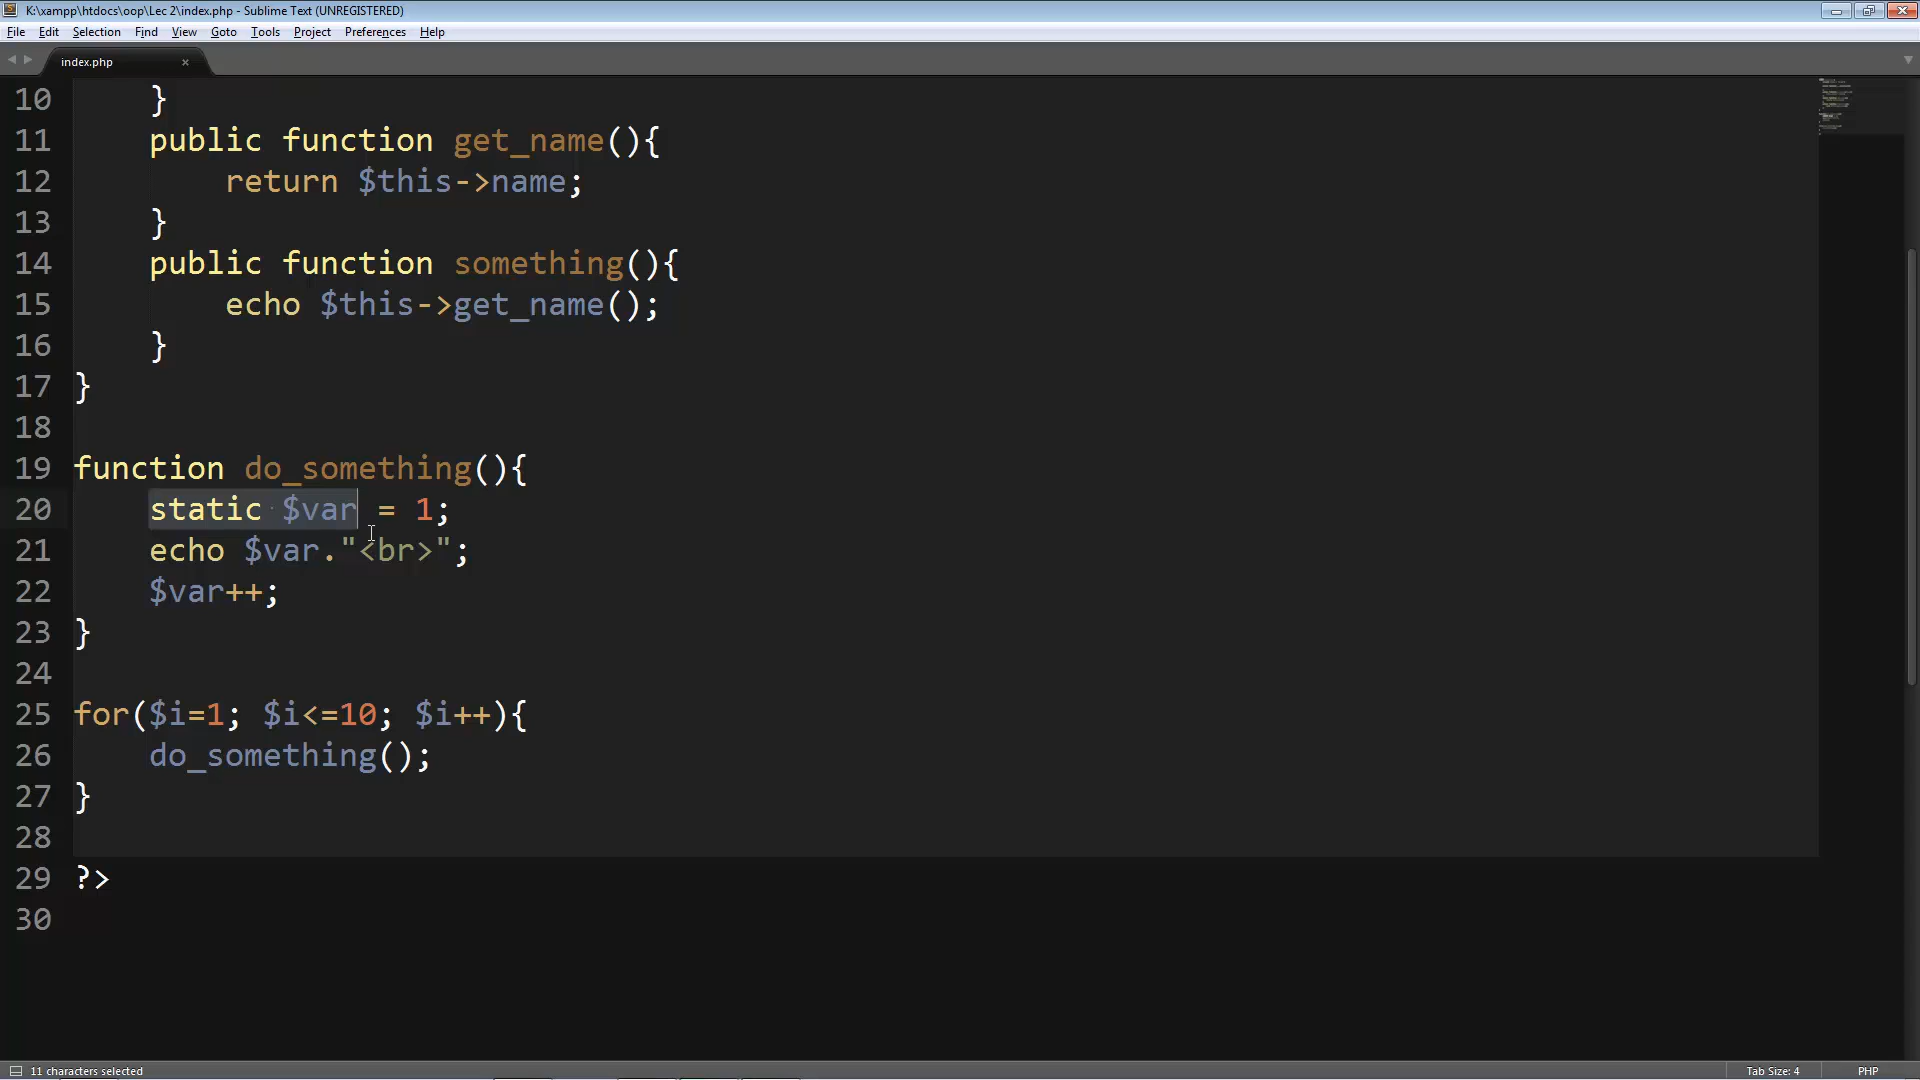 K:\xampp\htdocs\oop\Lec 2\index.php - Sublime Text (UNREGISTERED)
File Edit Selection Find View Goto Tools Project Preferences Help
index.php ×
10 }
11 public function get_name(){
12 return $this->name;
13 }
14 public function something(){
15 echo $this->get_name();
16 }
17 }
18
19 function do_something(){
20 static $var = 1;
21 echo $var."<br>";
22 $var++;
23 }
24
25 for($i=1; $i<=10; $i++){
26 do_something();
27 }
28
29 ?>
30
11 characters selected Tab Size: 4 PHP